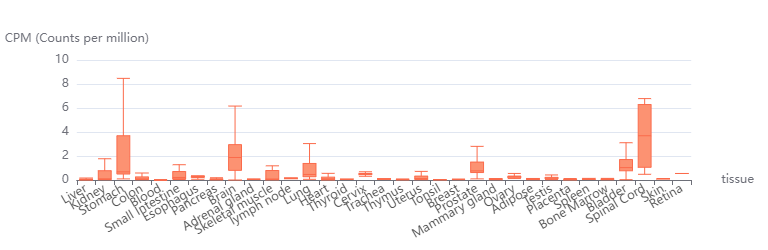 CPM (Counts per million)
10
8
6
4
2
0
Liver
Kidney
Stomach
Colon
Blood
Small Intestine
Esophagus
Pancreas
Brain
Adrenal gland
Skeletal muscle
lymph node
Lung
Heart
Thyroid
Cervix
Trachea
Thymus
Uterus
Tonsil
Breast
Prostate
Mammary gland
Ovary
Adipose
Testis
Placenta
Spleen
Bone Marrow
Bladder
Spinal Cord
Skin
Retina
tissue